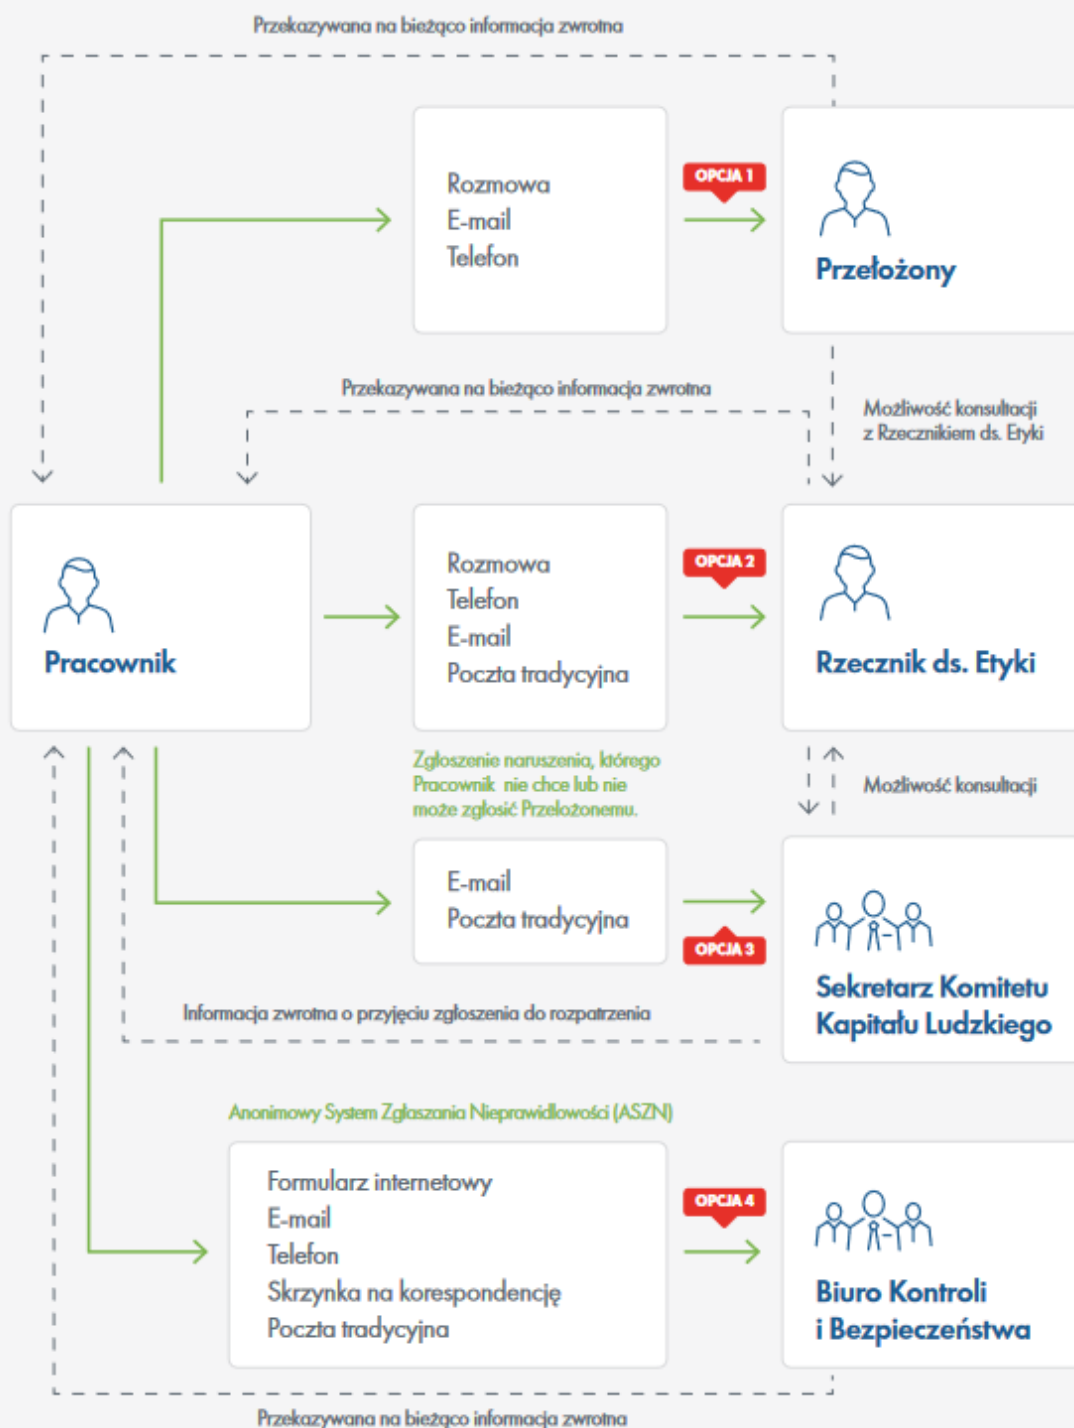 Przekazywana na bieżąco informacja zwrotna
Rozmowa
E-mail
Telefon
OPCJA 1
Przełożony
Przekazywana na bieżąco informacja zwrotna
Możliwość konsultacji
z Rzecznikiem ds. Etyki
Pracownik
Rozmowa
Telefon
E-mail
Poczta tradycyjna
OPCJA 2
Rzecznik ds. Etyki
Zgłoszenie naruszenia, którego
Pracownik nie chce lub nie
może zgłosić Przełożonemu.
Możliwość konsultacji
E-mail
Poczta tradycyjna
OPCJA 3
Sekretarz Komitetu
Kapitału Ludzkiego
Informacja zwrotna o przyjęciu zgłoszenia do rozpatrzenia
Anonimowy System Zgłaszania Nieprawidłowości (ASZN)
Formularz internetowy
E-mail
Telefon
Skrzynka na korespondencję
Poczta tradycyjna
OPCJA 4
Biuro Kontroli
i Bezpieczeństwa
Przekazywana na bieżąco informacja zwrotna